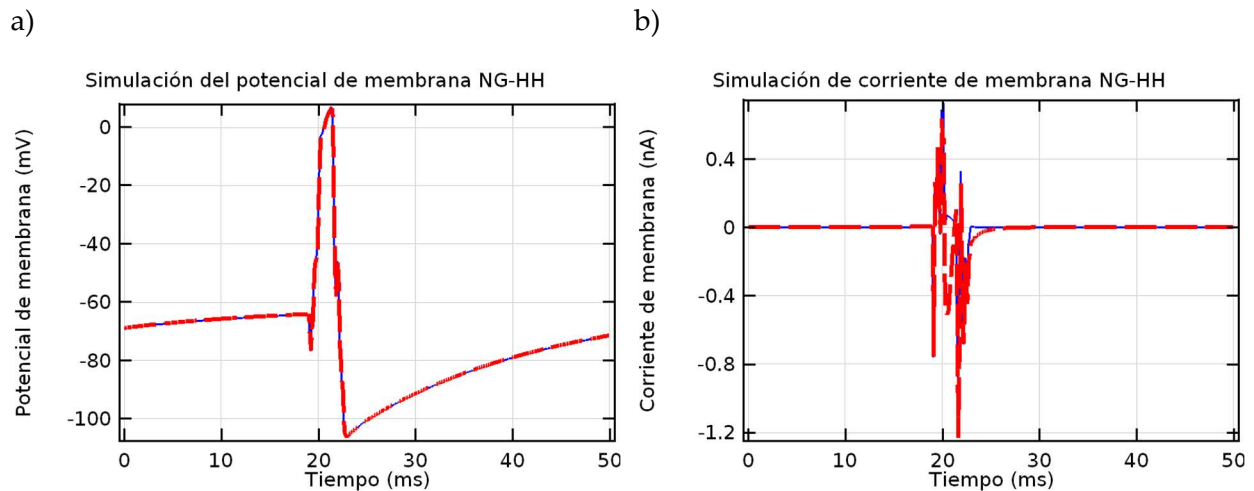 a)
Simulación del potencial de membrana NG-HH
Potencial de membrana (mV)
0
-20
-40
-60
-80
-100
0 10 20 30 40 50
Tiempo (ms)
b)
Simulación de corriente de membrana NG-HH
Corriente de membrana (nA)
0.4
0
-0.4
-0.8
-1.2
0 10 20 30 40 50
Tiempo (ms)